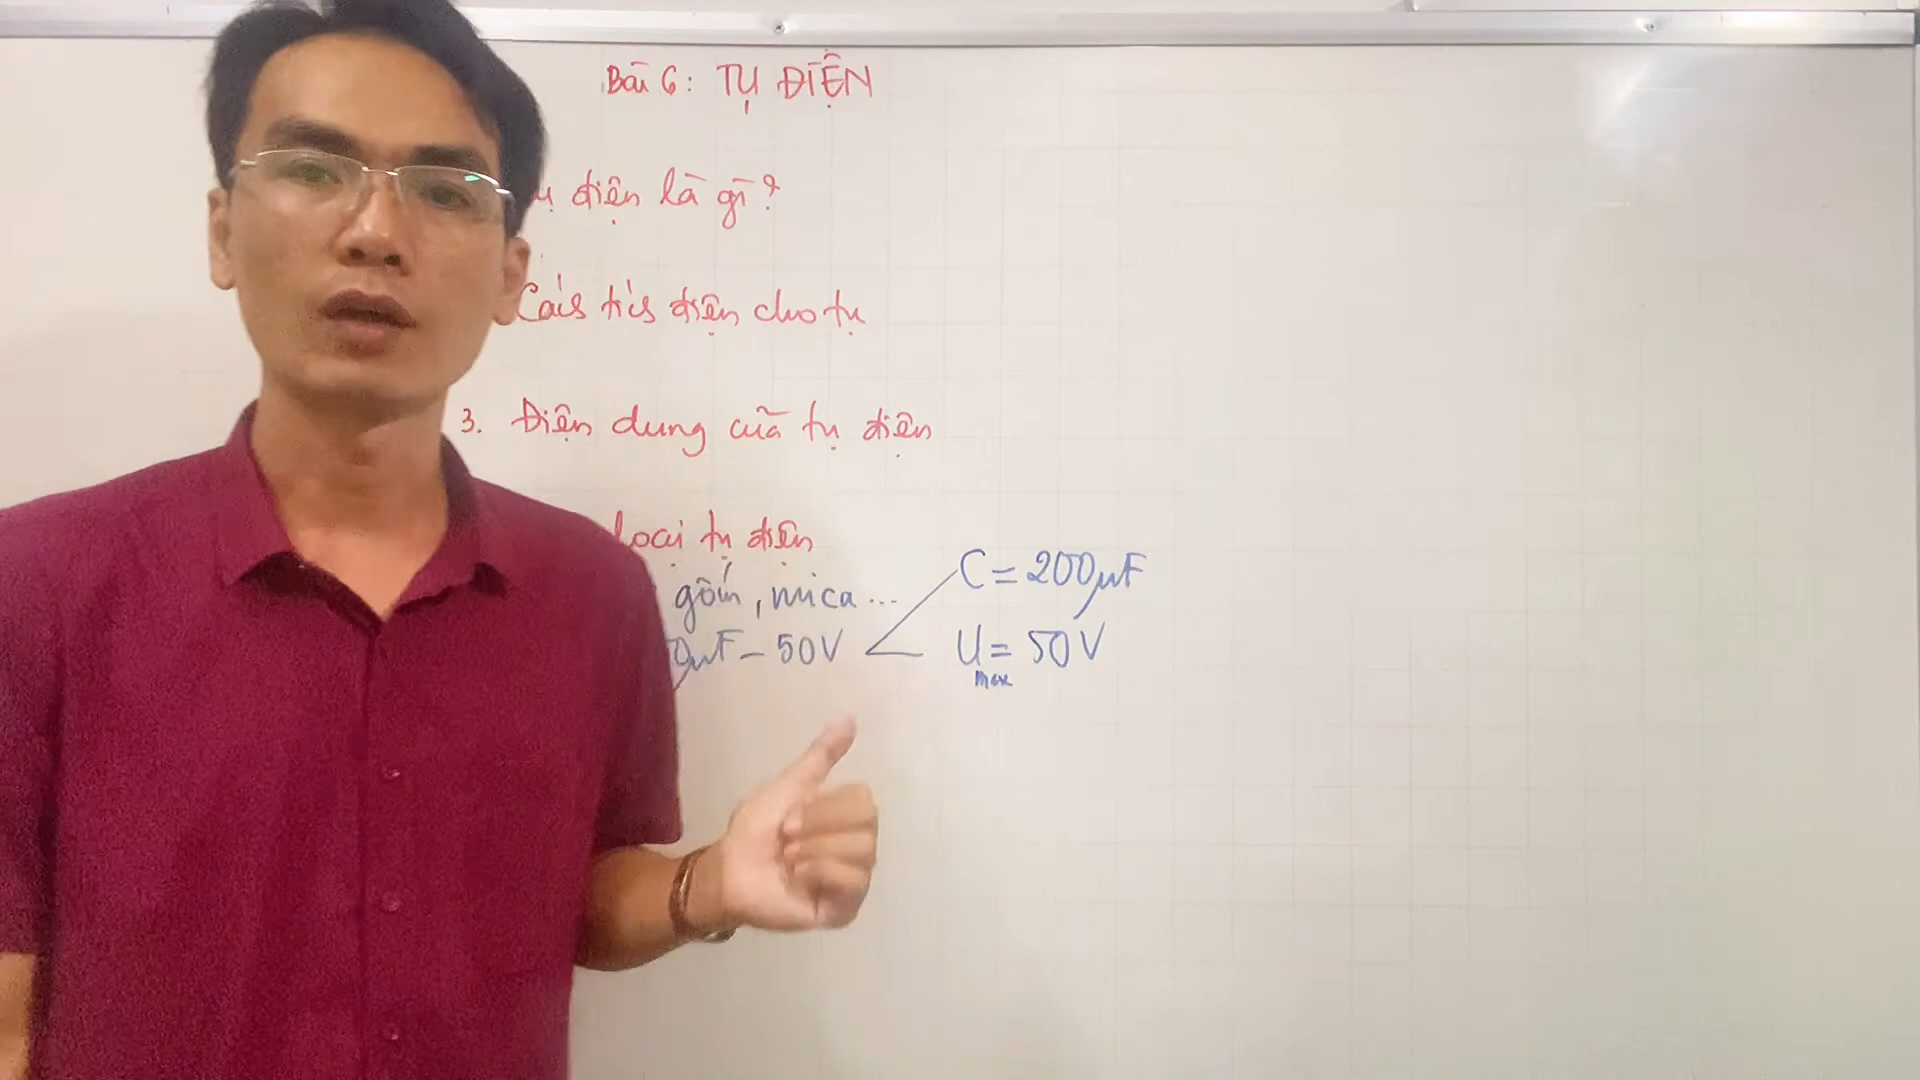 Bài 6: TỤ ĐIỆN
điện là gì?
Cách tích điện cho tụ
3. Điện dung của tụ điện
loại tụ điện
gốm, mica...
C = 200μF
0μF - 50V
U = 50V
max